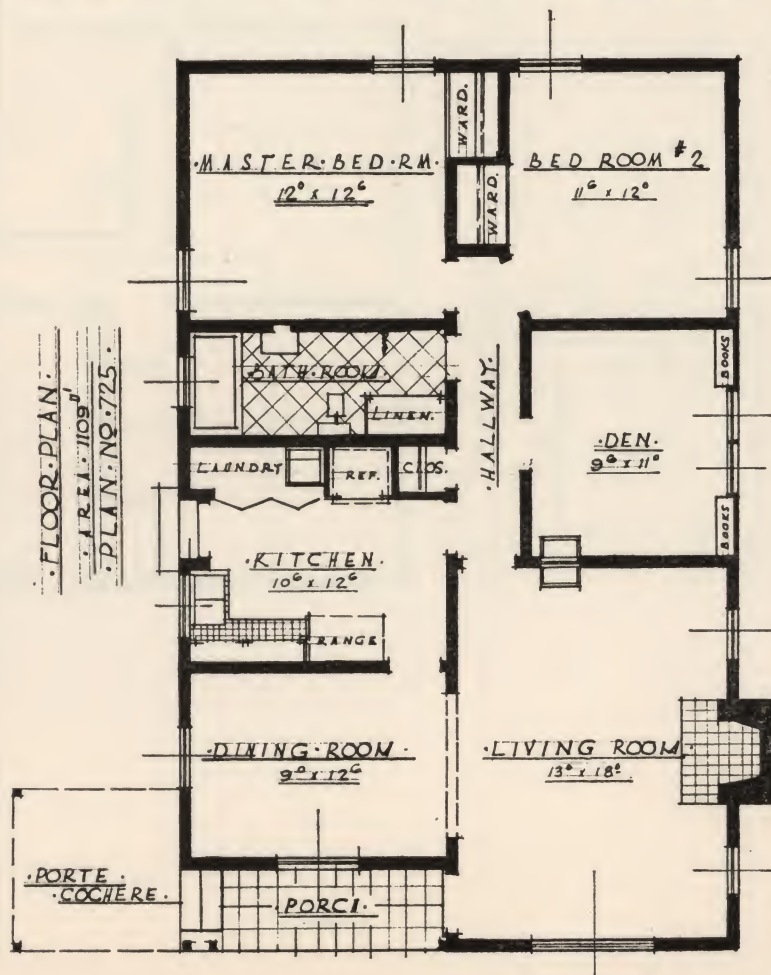 ·MASTER·BED·RM·
12⁰ x 12⁶
WARD.
WARD.
BED ROOM #2
11⁶ x 12⁰
·FLOOR·PLAN·
·AREA·1109□'
·PLAN·NO·725·
·BATH·ROOM·
LINEN.
·HALLWAY·
BOOKS
·DEN·
9⁶ x 11⁰
BOOKS
LAUNDRY
REF.
CLOS.
·KITCHEN·
10⁶ x 12⁶
RANGE
·DINING·ROOM·
9⁰ x 12⁶
·LIVING ROOM·
13⁰ x 18⁰
·PORTE·
·COCHERE·
·PORCH·